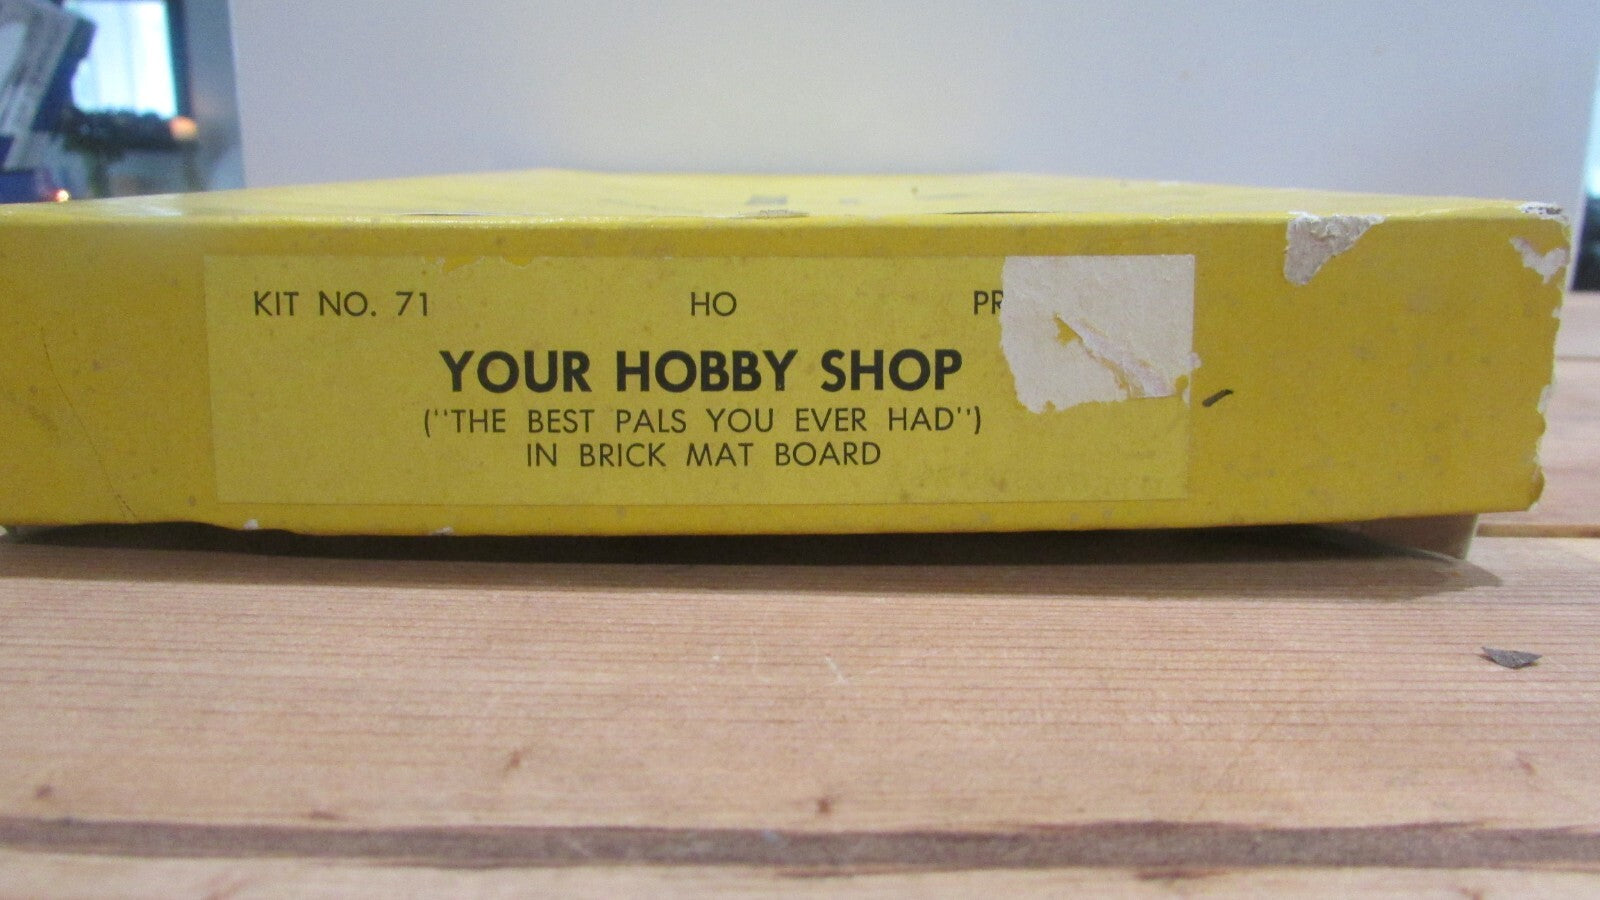 KIT NO. 71 HO PR
YOUR HOBBY SHOP
("THE BEST PALS YOU EVER HAD")
IN BRICK MAT BOARD